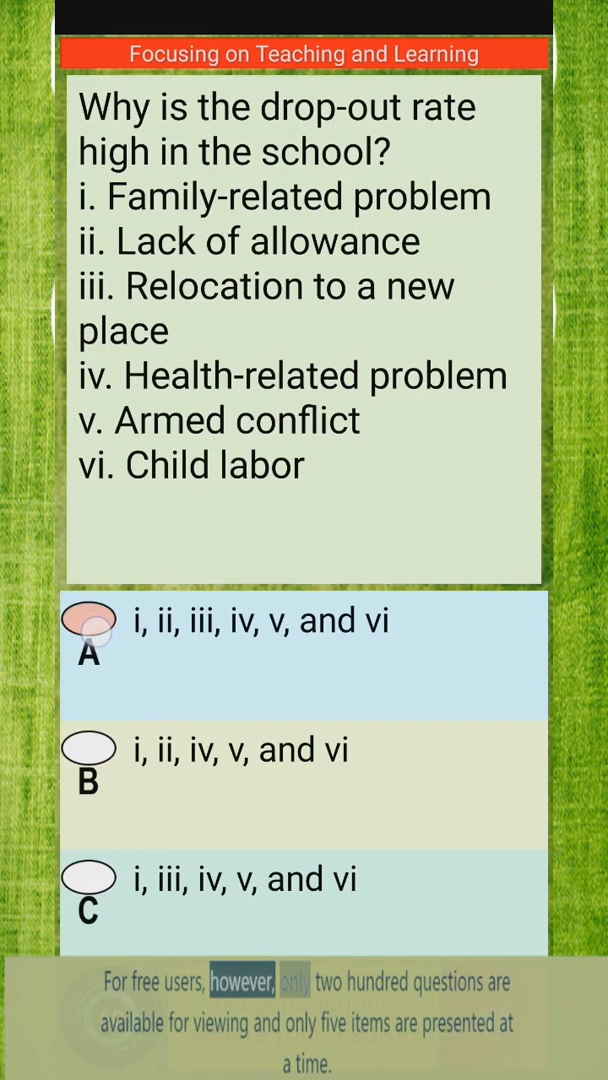 Focusing on Teaching and Learning
Why is the drop-out rate
high in the school?
i. Family-related problem
ii. Lack of allowance
iii. Relocation to a new
place
iv. Health-related problem
v. Armed conflict
vi. Child labor
i, ii, iii, iv, v, and vi
A
i, ii, iv, v, and vi
B
i, iii, iv, v, and vi
C
For free users, however, only two hundred questions are
available for viewing and only five items are presented at
a time.